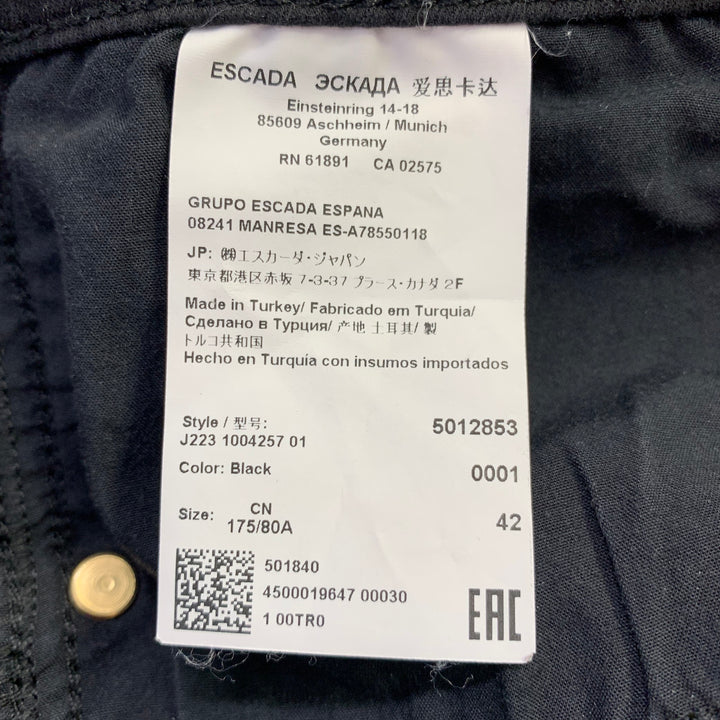 ESCADA ЭСКАДА 爱思卡达
Einsteinring 14-18
85609 Aschheim / Munich
Germany
RN 61891 CA 02575
GRUPO ESCADA ESPANA
08241 MANRESA ES-A78550118
JP: ㈱エスカーダ・ジャパン
東京都港区赤坂 7-3-37 プラース・カナダ 2F
Made in Turkey/ Fabricado em Turquia/
Сделано в Турция/ 产地 土耳其/ 製
トルコ共和国
Hecho en Turquía con insumos importados
Style / 型号: 5012853
J223 1004257 01
Color: Black 0001
Size: CN 42
175/80A
501840
4500019647 00030
1 00TR0
EAC